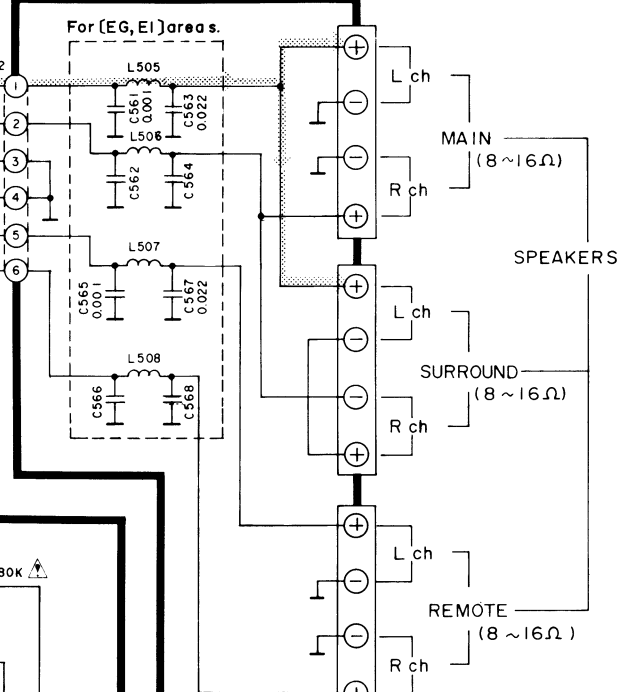 For [EG, EI] areas.
2
L505
1
C561
0.001
C563
0.022
+
L ch
−
2
L506
MAIN
(8~16Ω)
3
C562
C564
−
R ch
4
+
5
L507
SPEAKERS
6
C565
0.001
C567
0.022
+
L ch
−
L508
SURROUND
(8~16Ω)
C566
C568
−
R ch
+
+
L ch
80K
−
REMOTE
(8~16Ω)
−
R ch
+